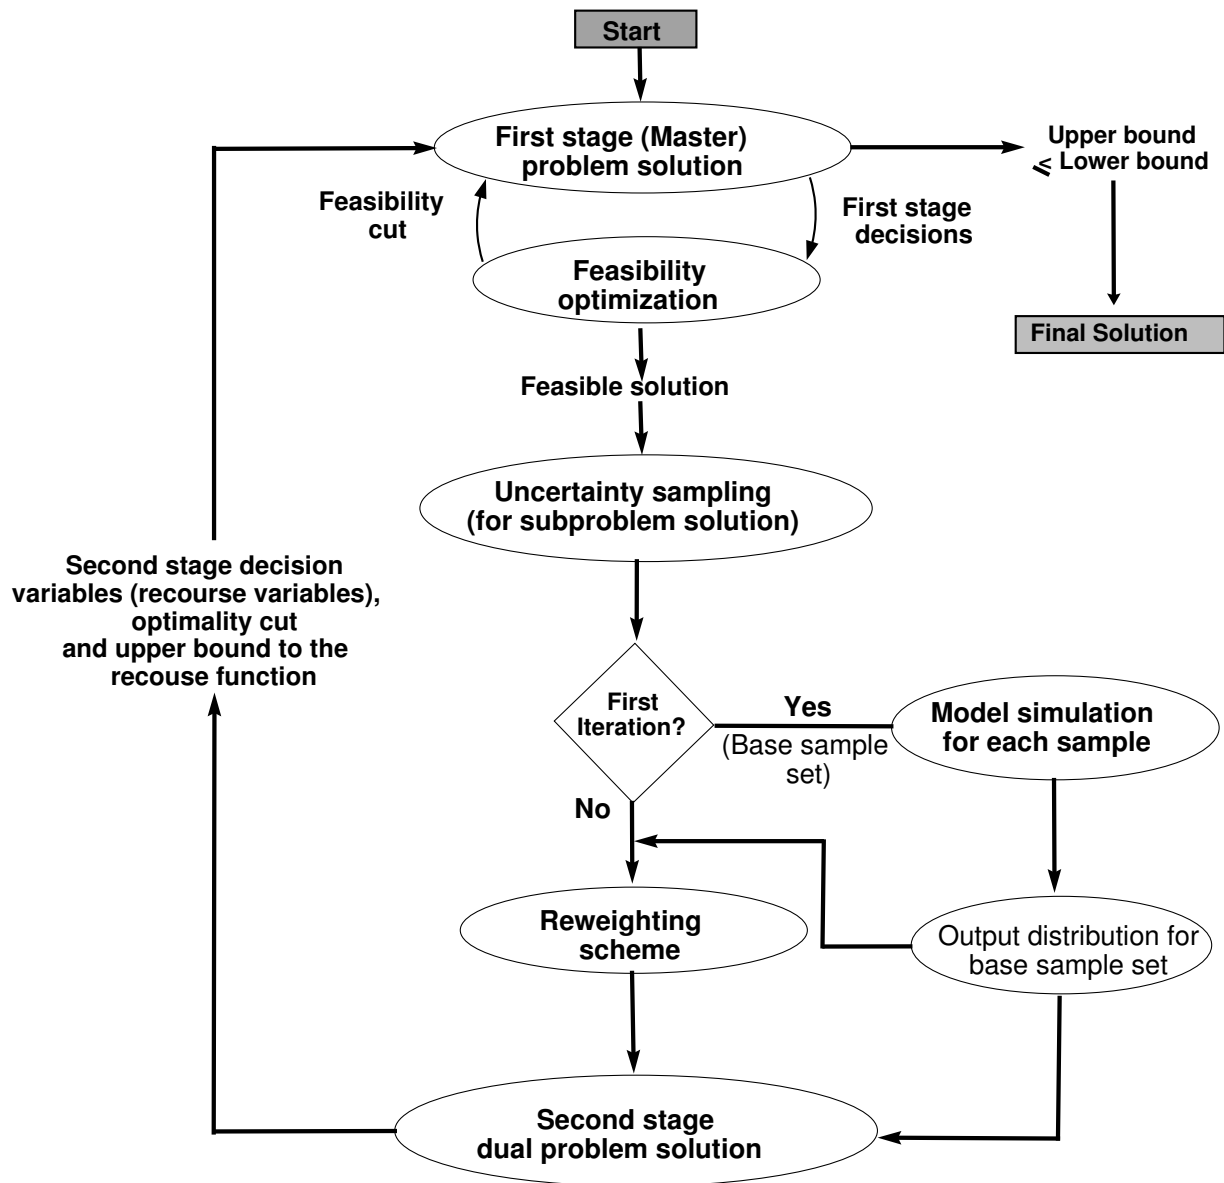 Start
First stage (Master)
problem solution
Upper bound
≤ Lower bound
Feasibility
cut
First stage
decisions
Feasibility
optimization
Final Solution
Feasible solution
Uncertainty sampling
(for subproblem solution)
Second stage decision
variables (recourse variables),
optimality cut
and upper bound to the
recouse function
First
Iteration?
Yes
(Base sample
set)
Model simulation
for each sample
No
Reweighting
scheme
Output distribution for
base sample set
Second stage
dual problem solution